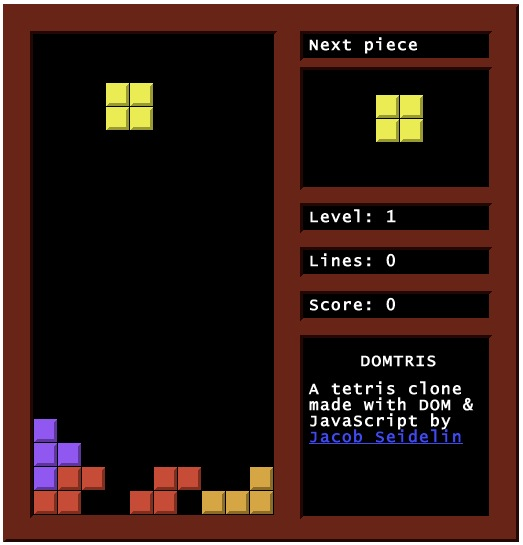 Next piece
Level: 1
Lines: 0
Score: 0
DOMTRIS
A tetris clone
made with DOM &
JavaScript by
Jacob Seidelin